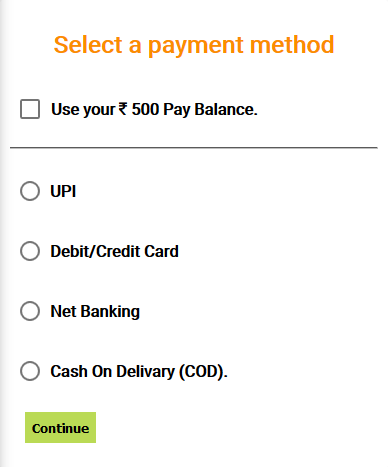 Select a payment method
Use your ₹ 500 Pay Balance.
UPI
Debit/Credit Card
Net Banking
Cash On Delivary (COD).
Continue